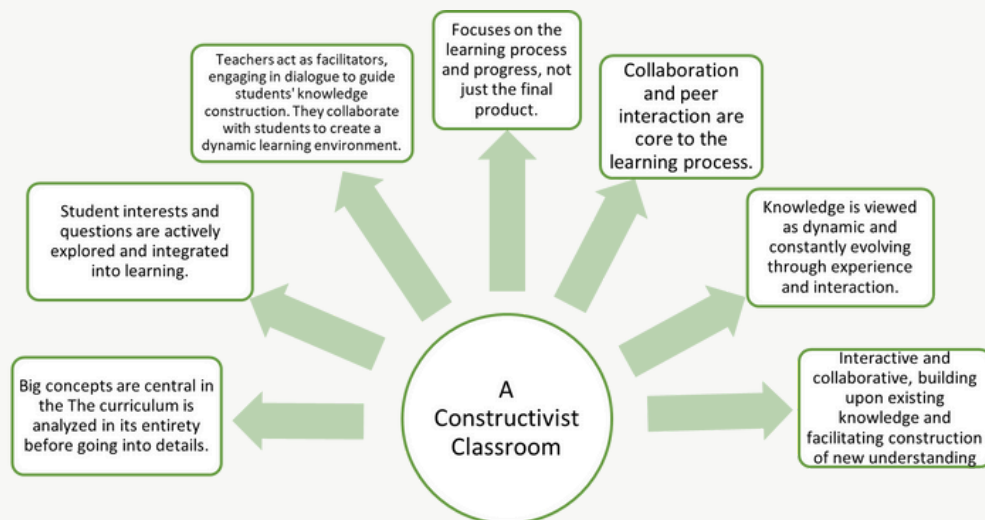 Focuses on the
learning process
and progress, not
just the final
product.
Teachers act as facilitators,
engaging in dialogue to guide
students' knowledge
construction. They collaborate
with students to create a
dynamic learning environment.
Collaboration
and peer
interaction are
core to the
learning process.
Student interests and
questions are actively
explored and integrated
into learning.
Knowledge is viewed
as dynamic and
constantly evolving
through experience
and interaction.
Big concepts are central in
the The curriculum is
analyzed in its entirety
before going into details.
Interactive and
collaborative, building
upon existing
knowledge and
facilitating construction
of new understanding
A
Constructivist
Classroom